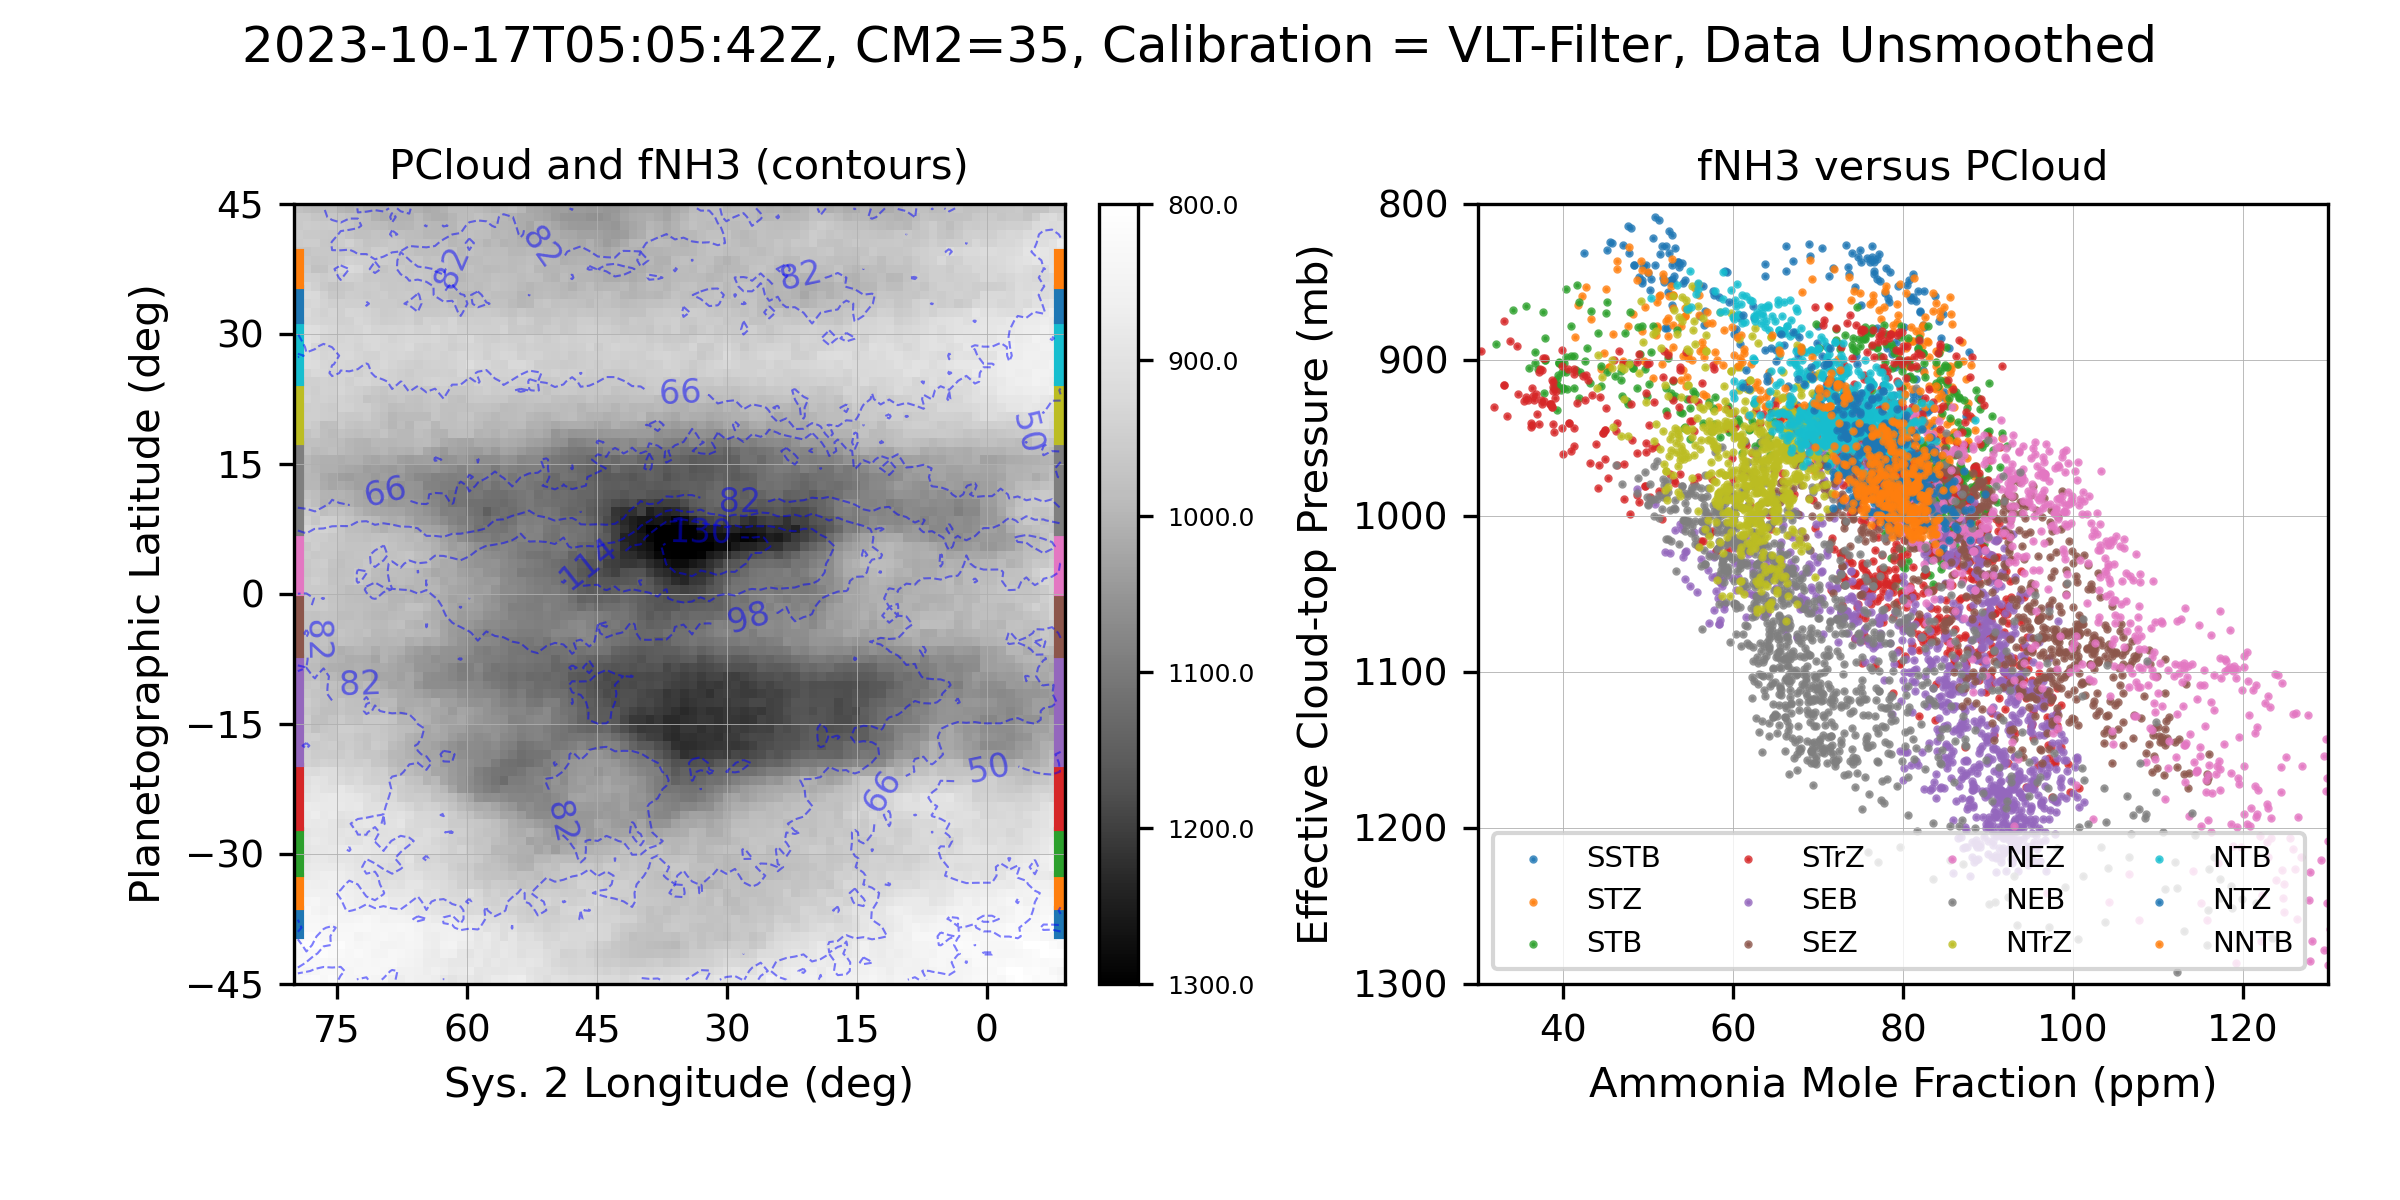 2023-10-17T05:05:42Z, CM2=35, Calibration = VLT-Filter, Data Unsmoothed
PCloud and fNH3 (contours)
Planetographic Latitude (deg)
45
30
15
0
−15
−30
−45
75 60 45 30 15 0
Sys. 2 Longitude (deg)
82
82
82
66
50
66
82
130
114
98
82
82
50
66
82
800.0
900.0
1000.0
1100.0
1200.0
1300.0
fNH3 versus PCloud
Effective Cloud-top Pressure (mb)
800
900
1000
1100
1200
1300
SSTB STrZ NEZ NTB
STZ SEB NEB NTZ
STB SEZ NTrZ NNTB
40 60 80 100 120
Ammonia Mole Fraction (ppm)